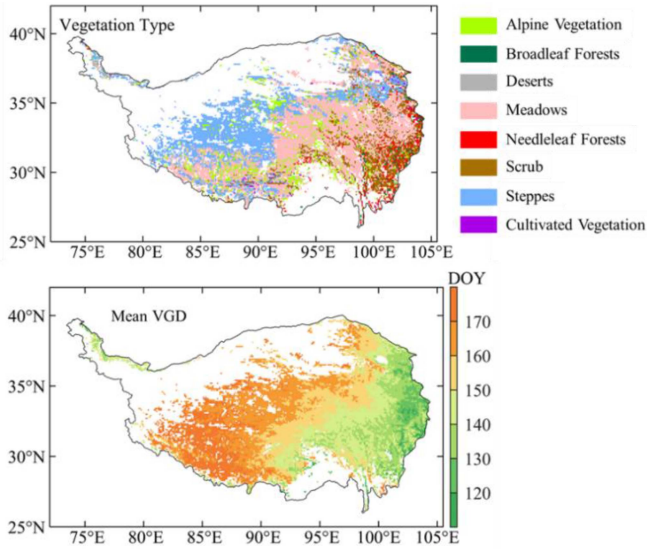 Vegetation Type
40°N
35°N
30°N
25°N
75°E 80°E 85°E 90°E 95°E 100°E 105°E
Alpine Vegetation
Broadleaf Forests
Deserts
Meadows
Needleleaf Forests
Scrub
Steppes
Cultivated Vegetation
Mean VGD
40°N
35°N
30°N
25°N
75°E 80°E 85°E 90°E 95°E 100°E 105°E
DOY
170
160
150
140
130
120